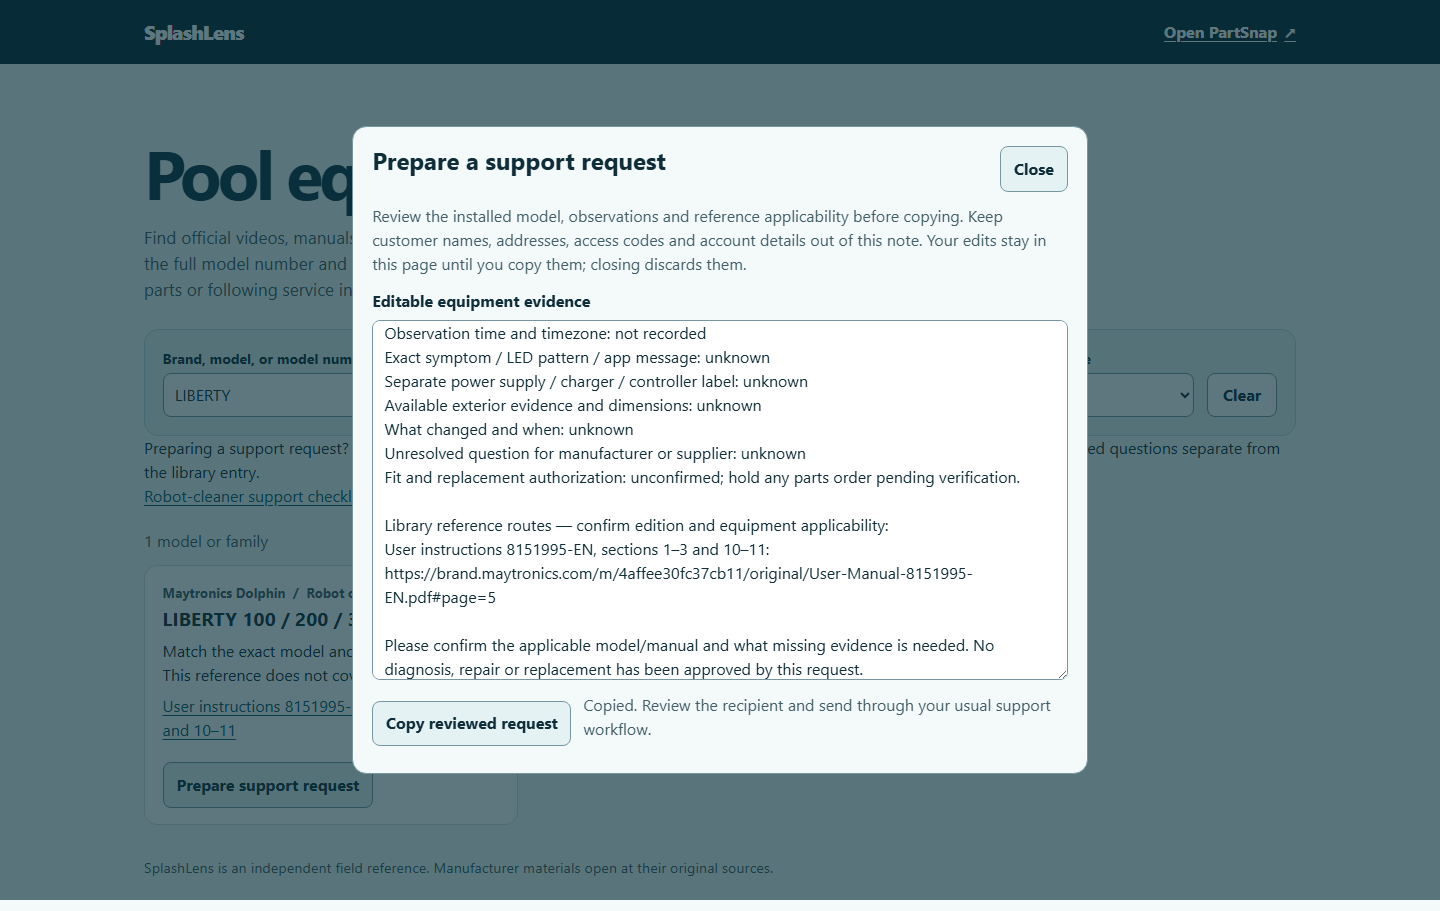 SplashLens
Open PartSnap ↗
Pool eq
Find official videos, manuals
the full model number and
parts or following service in
Brand, model, or model num
LIBERTY
Clear
Preparing a support request?
ed questions separate from
the library entry.
Robot-cleaner support checkl
1 model or family
Maytronics Dolphin / Robot c
LIBERTY 100 / 200 / 3
Match the exact model and
This reference does not cov
User instructions 8151995-
and 10–11
Prepare support request
SplashLens is an independent field reference. Manufacturer materials open at their original sources.
Prepare a support request
Close
Review the installed model, observations and reference applicability before copying. Keep
customer names, addresses, access codes and account details out of this note. Your edits stay in
this page until you copy them; closing discards them.
Editable equipment evidence
Observation time and timezone: not recorded
Exact symptom / LED pattern / app message: unknown
Separate power supply / charger / controller label: unknown
Available exterior evidence and dimensions: unknown
What changed and when: unknown
Unresolved question for manufacturer or supplier: unknown
Fit and replacement authorization: unconfirmed; hold any parts order pending verification.
Library reference routes — confirm edition and equipment applicability:
User instructions 8151995-EN, sections 1–3 and 10–11:
https://brand.maytronics.com/m/4affee30fc37cb11/original/User-Manual-8151995-
EN.pdf#page=5
Please confirm the applicable model/manual and what missing evidence is needed. No
diagnosis, repair or replacement has been approved by this request.
Copy reviewed request
Copied. Review the recipient and send through your usual support
workflow.